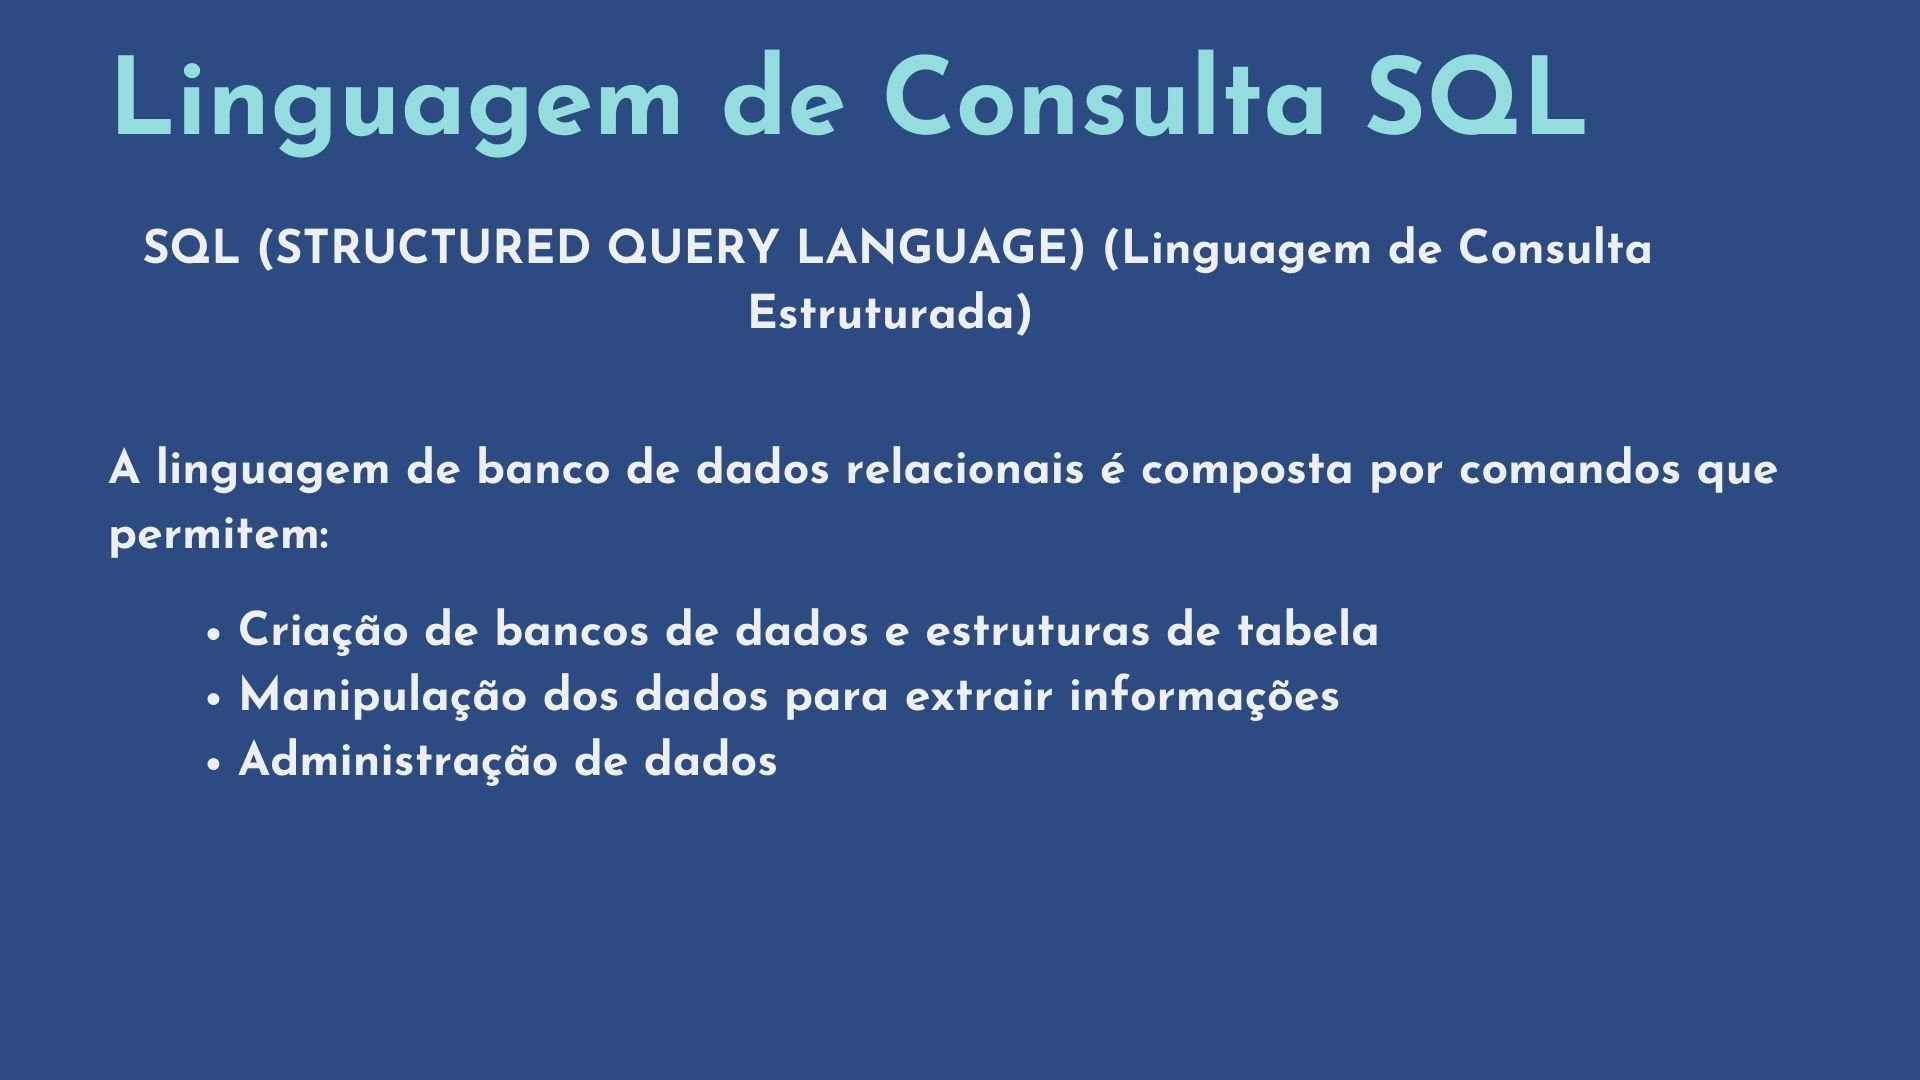 Linguagem de Consulta SQL
SQL (STRUCTURED QUERY LANGUAGE) (Linguagem de Consulta
Estruturada)
A linguagem de banco de dados relacionais é composta por comandos que
permitem:
• Criação de bancos de dados e estruturas de tabela
• Manipulação dos dados para extrair informações
• Administração de dados